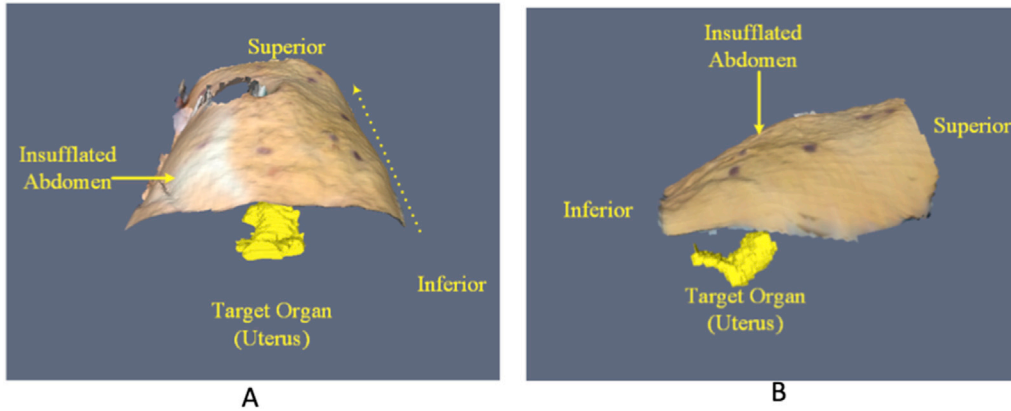 Superior
Insufflated
Abdomen
Inferior
Target Organ
(Uterus)
A
Insufflated
Abdomen
Superior
Inferior
Target Organ
(Uterus)
B